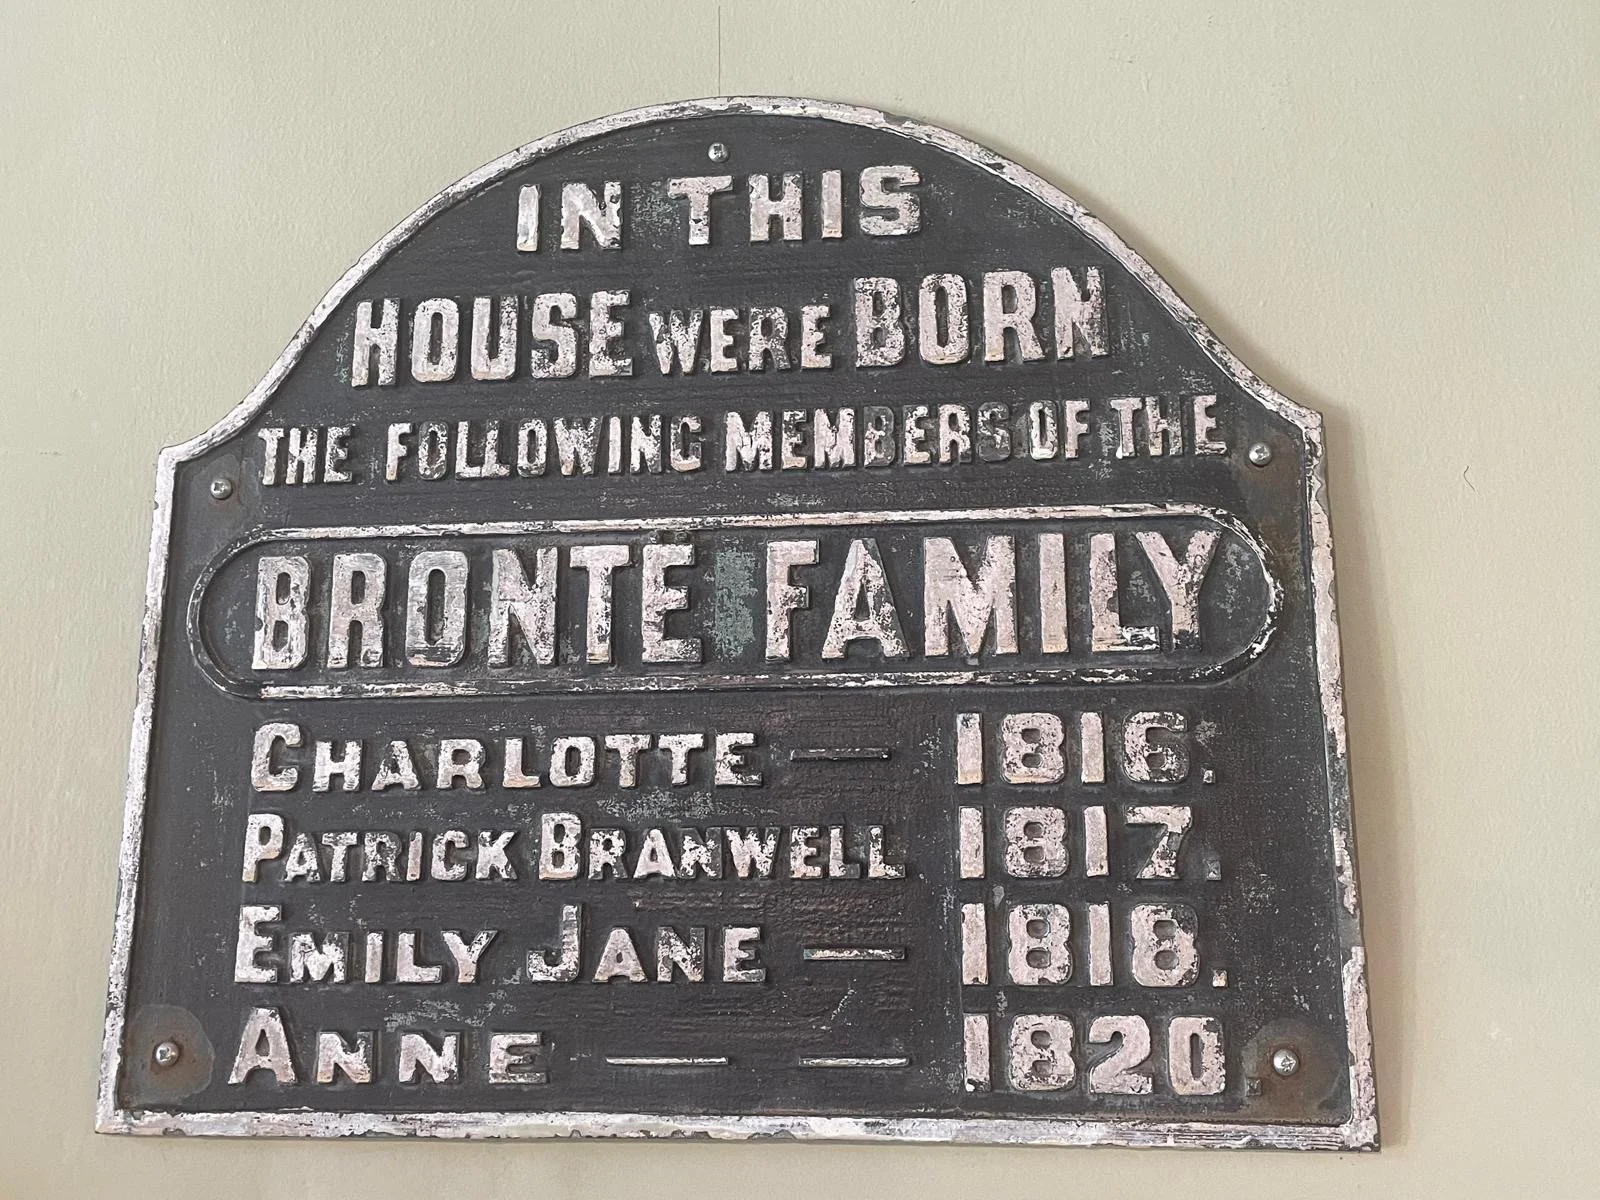 IN THIS
HOUSE WERE BORN
THE FOLLOWING MEMBERS OF THE
BRONTË FAMILY
CHARLOTTE — 1816.
PATRICK BRANWELL 1817.
EMILY JANE — 1818.
ANNE — — 1820.